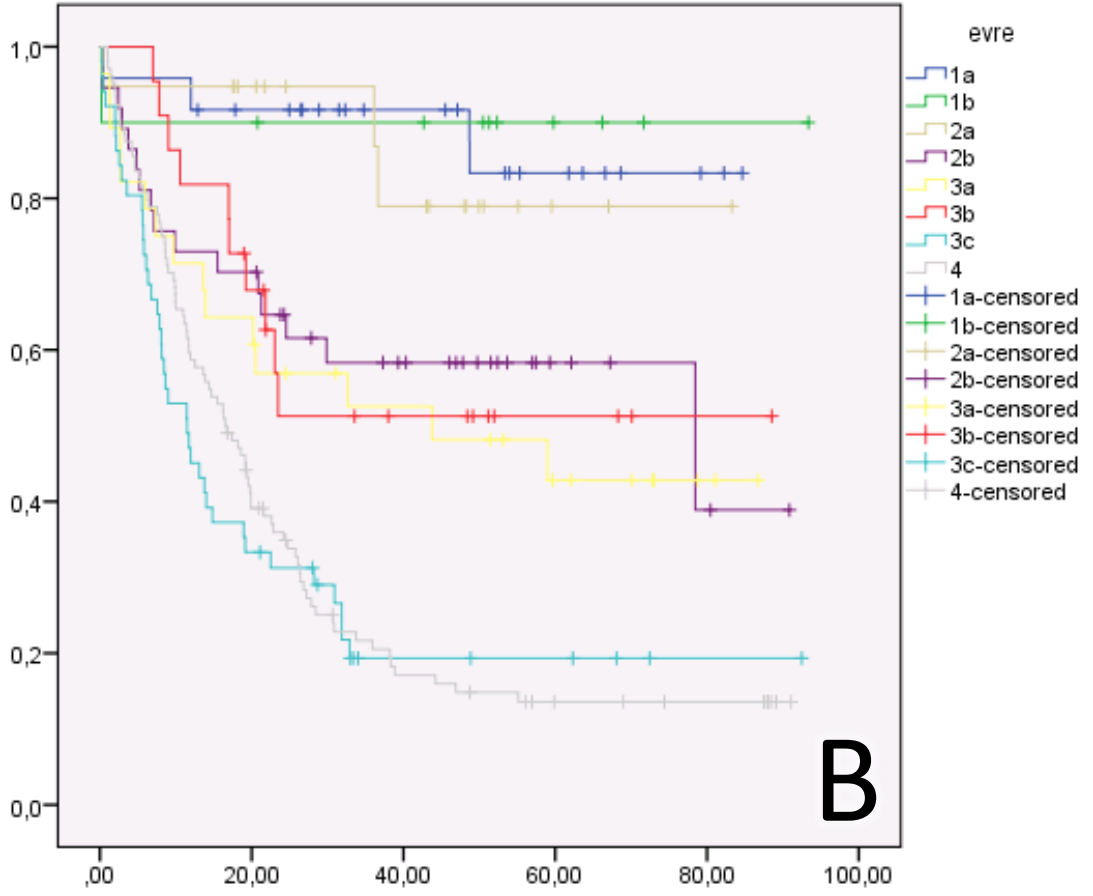 evre
1a
1b
2a
2b
3a
3b
3c
4
1a-censored
1b-censored
2a-censored
2b-censored
3a-censored
3b-censored
3c-censored
4-censored
1,0
0,8
0,6
0,4
0,2
0,0
B
,00 20,00 40,00 60,00 80,00 100,00